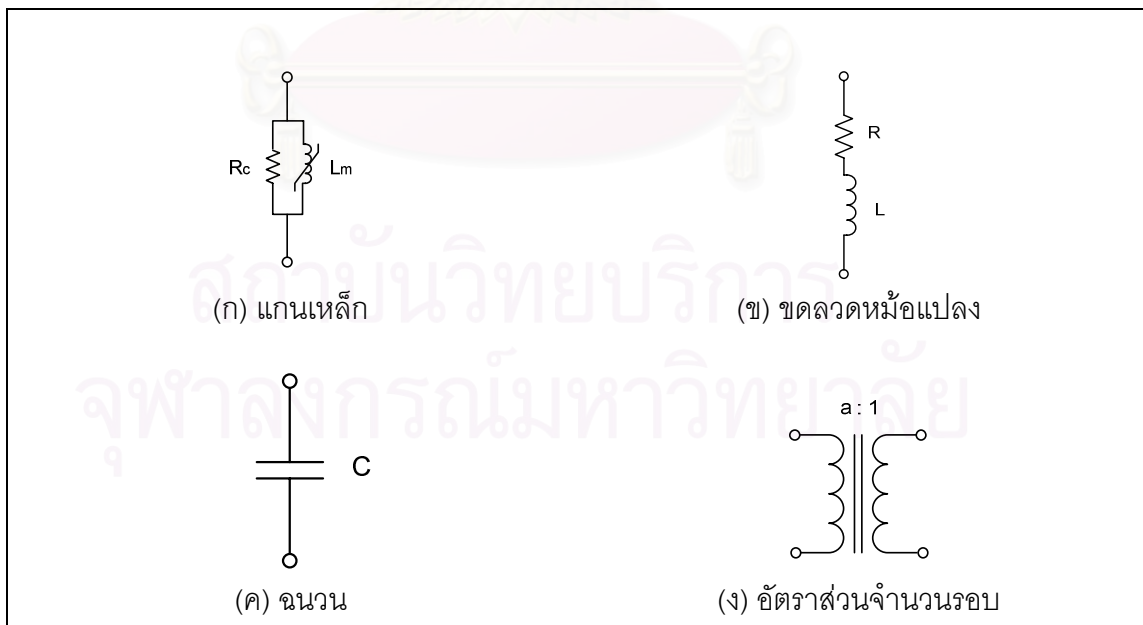 Rc Lm
R
L
(ก) แกนเหล็ก
(ข) ขดลวดหม้อแปลง
สถาบันวิทยบริการ
จุฬาลงกรณ์มหาวิทยาลัย
a : 1
C
(ค) ฉนวน
(ง) อัตราส่วนจำนวนรอบ